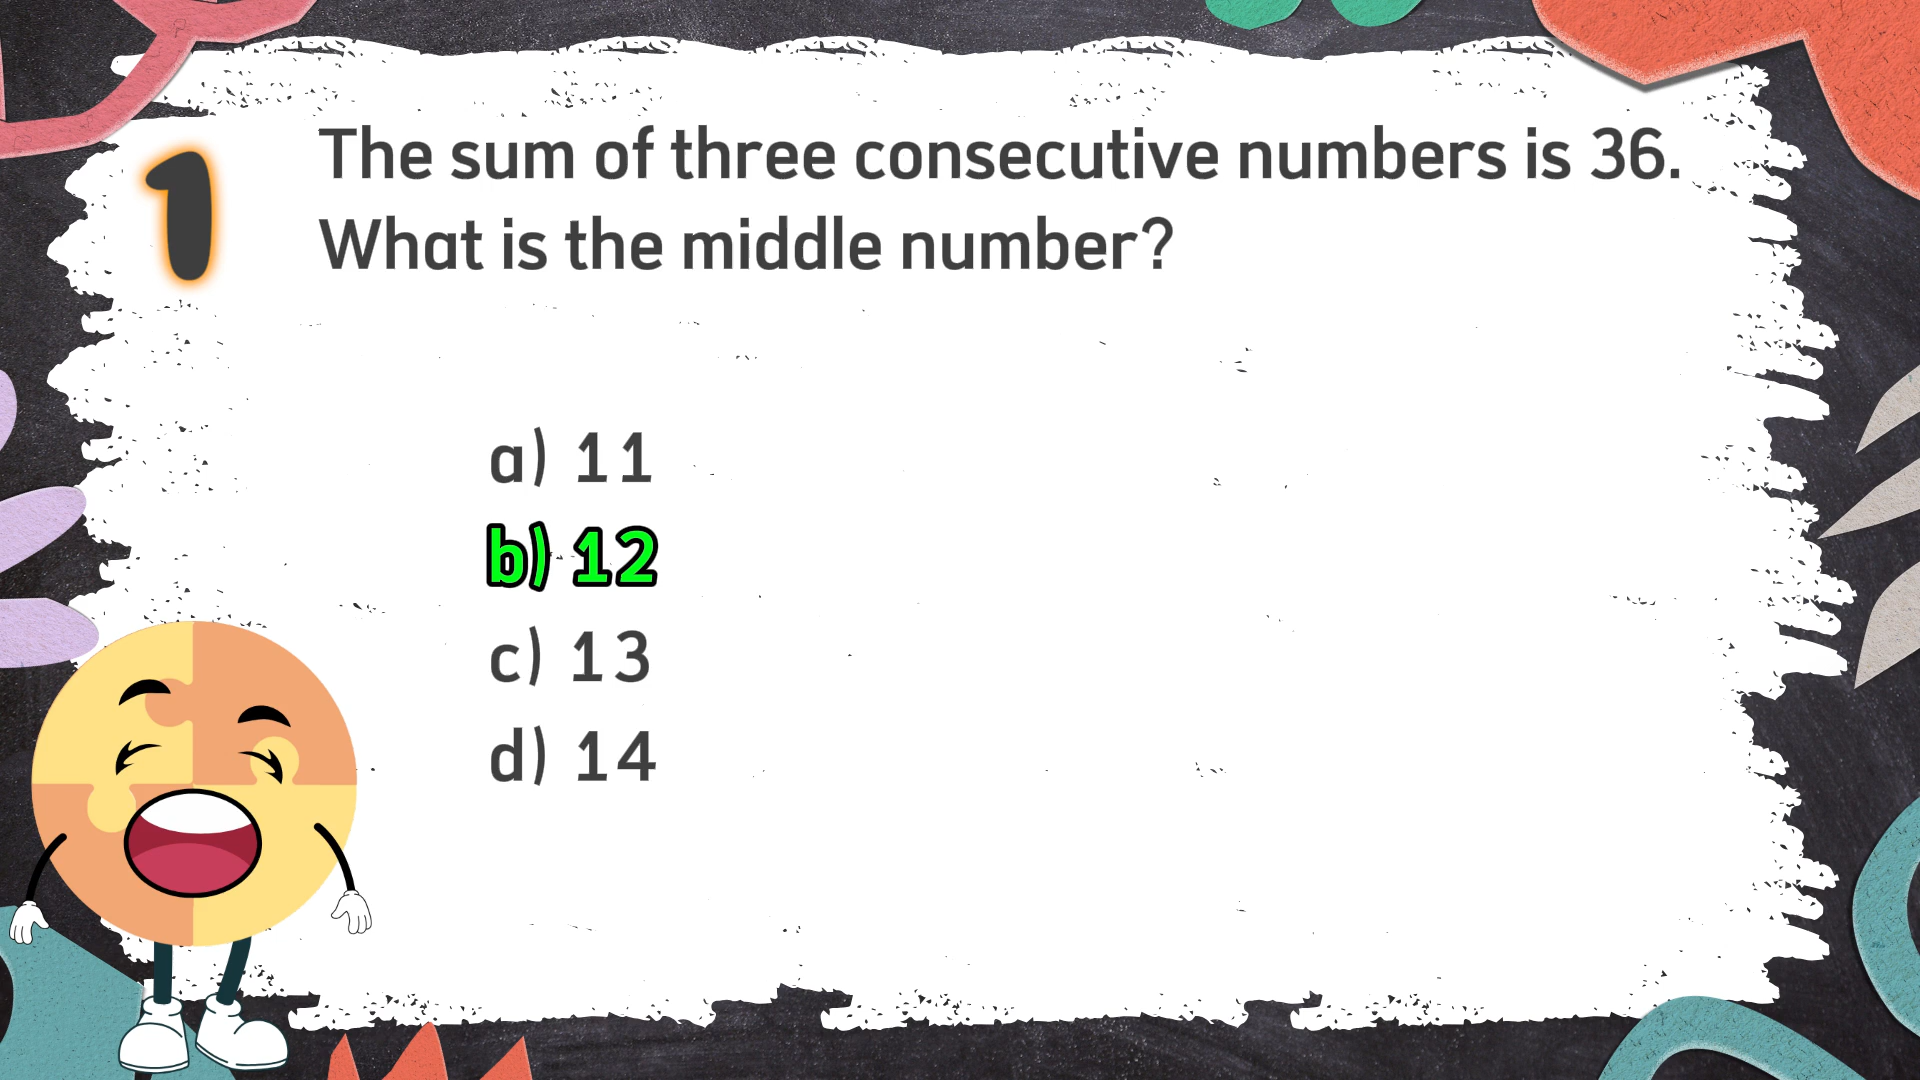 1
The sum of three consecutive numbers is 36.
What is the middle number?
a) 11
b) 12
c) 13
d) 14